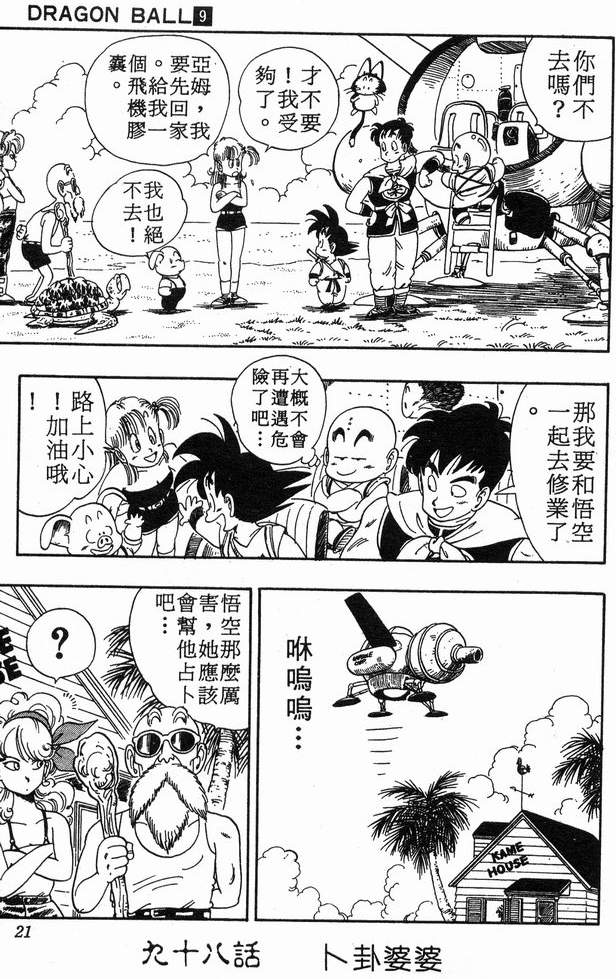 DRAGON BALL 9
你們不
去嗎？
才不要
！我受
夠了。
亞姆，我
要先回家
。給我一
個飛機膠
囊。
我也絕
不去！
那我要和悟空
一起去修業了
。
大概不會
再遭遇危
險了吧…
路上小心
！加油哦
！
咻嗚嗚…
KAME
HOUSE
悟空那麼厲
害，她應該
會幫他占卜
吧…
？
KAME
HOUSE
21
九十八話 卜卦婆婆